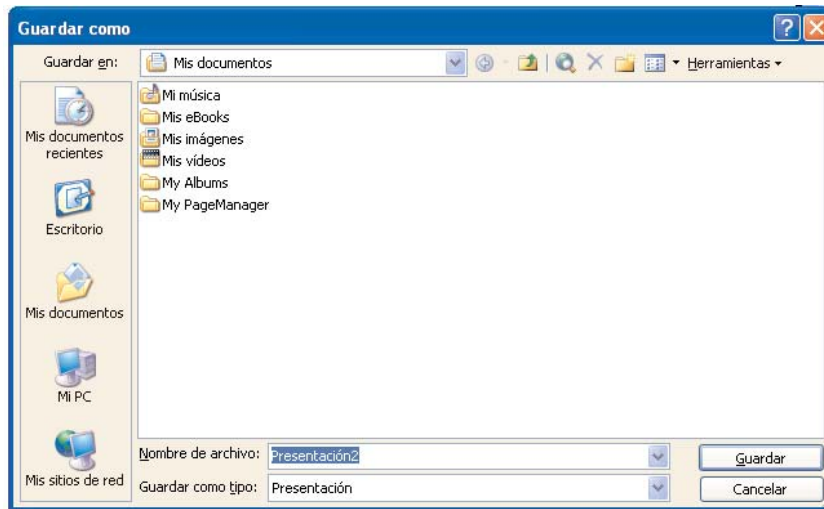 Guardar como
Guardar en:
Mis documentos
Herramientas
Mis documentos
recientes
Escritorio
Mis documentos
Mi PC
Mis sitios de red
Mi música
Mis eBooks
Mis imágenes
Mis vídeos
My Albums
My PageManager
Nombre de archivo:
Presentación2
Guardar
Guardar como tipo:
Presentación
Cancelar